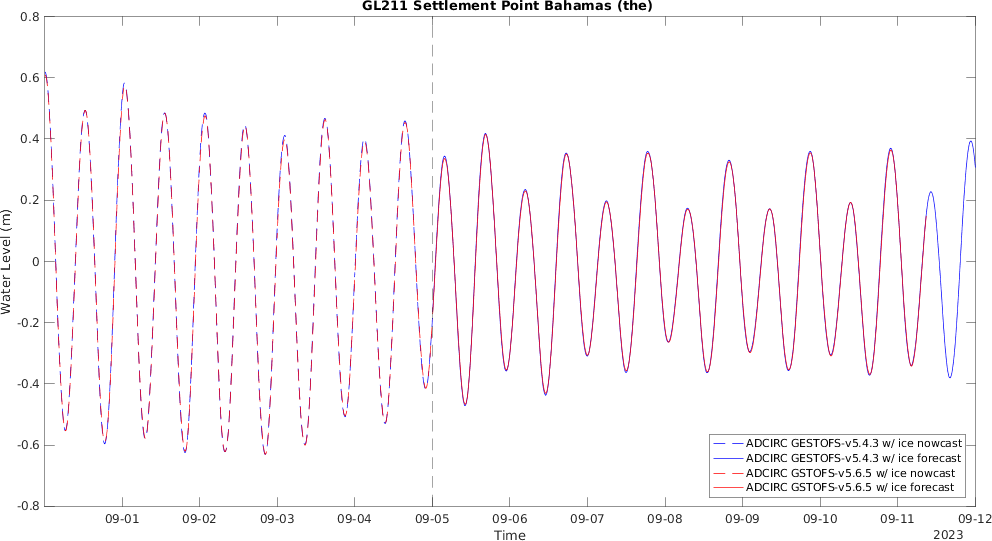 GL211 Settlement Point Bahamas (the)
0.8
0.6
0.4
0.2
0
-0.2
-0.4
-0.6
-0.8
Water Level (m)
ADCIRC GESTOFS-v5.4.3 w/ ice nowcast
ADCIRC GESTOFS-v5.4.3 w/ ice forecast
ADCIRC GSTOFS-v5.6.5 w/ ice nowcast
ADCIRC GSTOFS-v5.6.5 w/ ice forecast
09-01 09-02 09-03 09-04 09-05 09-06 09-07 09-08 09-09 09-10 09-11 09-12
Time
2023